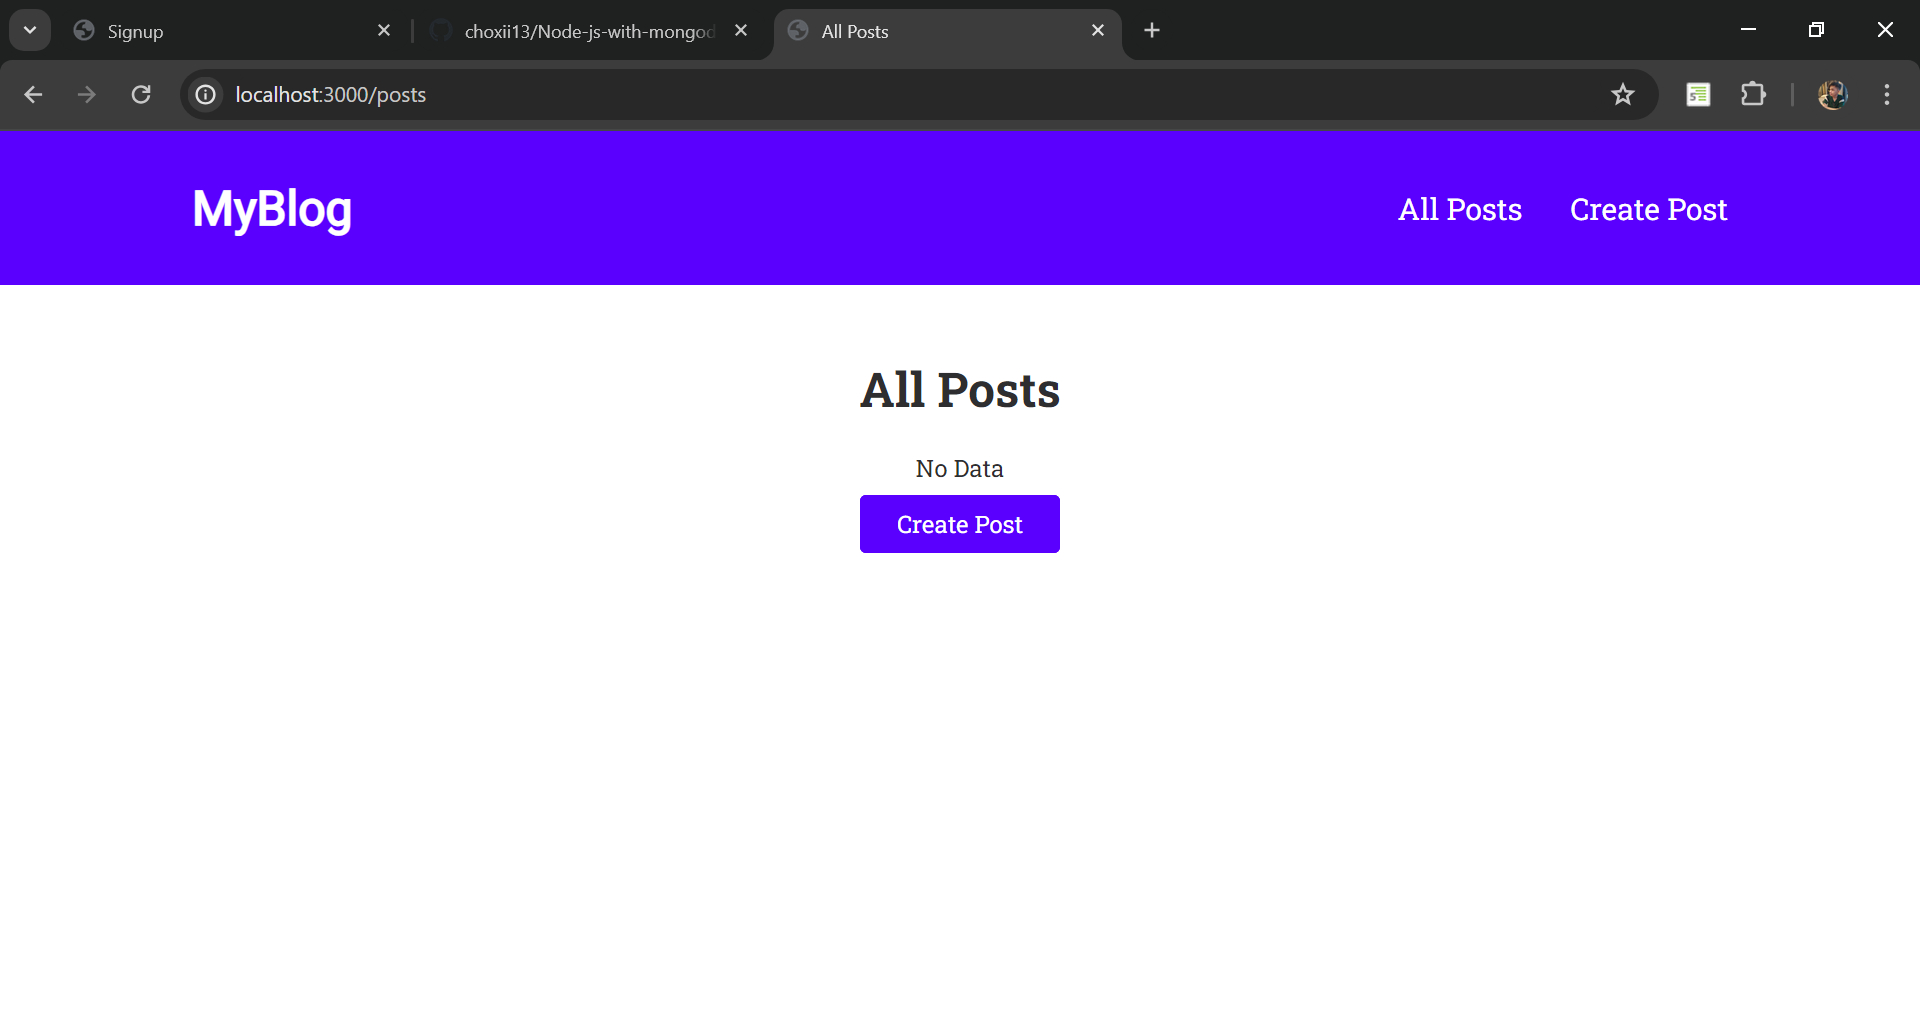 Signup
choxii13/Node-js-with-mongod
All Posts
localhost:3000/posts
MyBlog
All Posts
Create Post
All Posts
No Data
Create Post